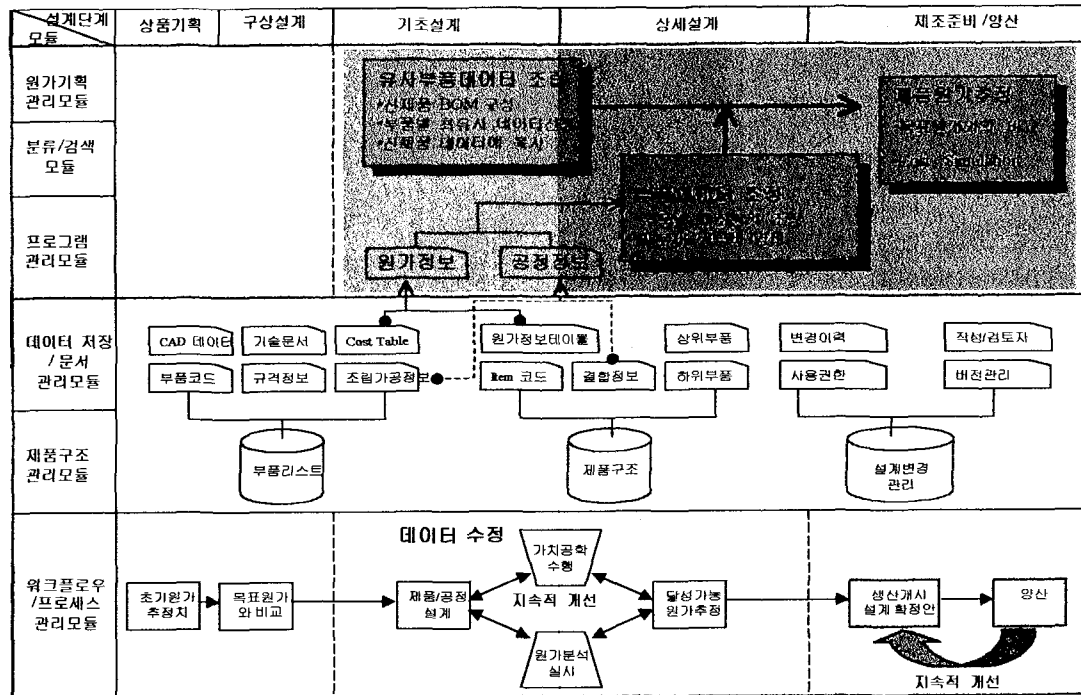 설계단계
모듈
상품기획
구상설계
기초설계
상세설계
제조준비/양산
원가기획
관리모듈
분류/검색
모듈
프로그램
관리모듈
유사부품데이터
•신제품 BOM 구성
•신제품 데이터에 복사
Simulation
원가정보
공정정보
데이터 저장
/문서
관리모듈
CAD 데이터
기술문서
Cost Table
원가정보테이블
상위부품
변경이력
작성/검토자
부품코드
규격정보
조립가공정보
Item 코드
결합정보
하위부품
사용권한
버전관리
제품구조
관리모듈
부품리스트
제품구조
설계변경
관리
워크플로우
/프로세스
관리모듈
데이터 수정
가치공학
수행
초기원가
추정치
목표원가
와 비교
제품/공정
설계
지속적 개선
달성가능
원가추정
생산개시
설계 확정안
양산
원가분석
실시
지속적 개선